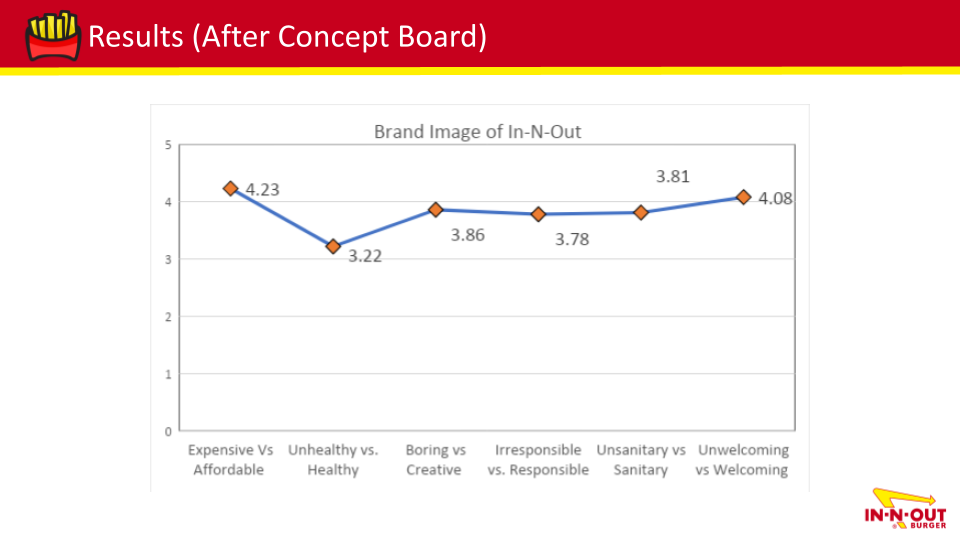 Results (After Concept Board)
Brand Image of In-N-Out
5
4
3
2
1
0
4.23
3.22
3.86
3.78
3.81
4.08
Expensive Vs Affordable
Unhealthy vs. Healthy
Boring vs Creative
Irresponsible vs. Responsible
Unsanitary vs Sanitary
Unwelcoming vs Welcoming
IN-N-OUT
® BURGER